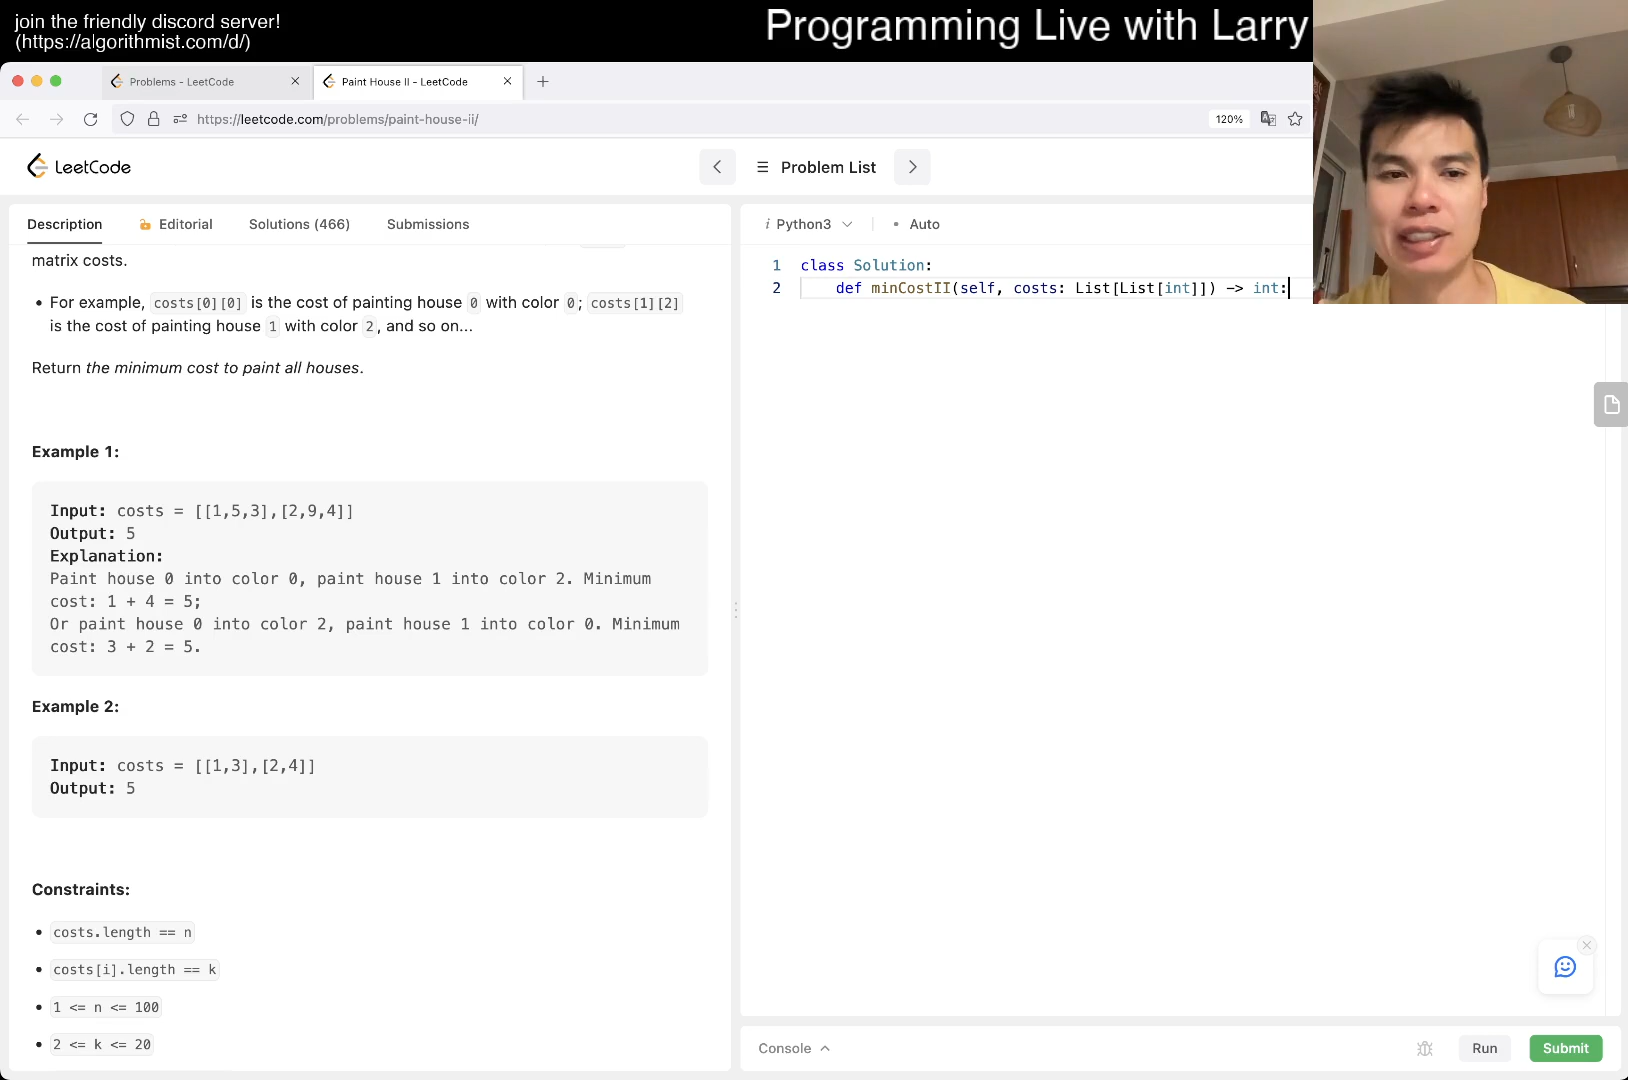 join the friendly discord server!
(https://algorithmist.com/d/)
Programming Live with Larry
Problems - LeetCode
Paint House II - LeetCode
https://leetcode.com/problems/paint-house-ii/
120%
LeetCode
Problem List
Description
Editorial
Solutions (466)
Submissions
i Python3
Auto
matrix costs.
• For example, costs[0][0] is the cost of painting house 0 with color 0; costs[1][2]
is the cost of painting house 1 with color 2, and so on...
Return the minimum cost to paint all houses.
Example 1:
Input: costs = [[1,5,3],[2,9,4]]
Output: 5
Explanation:
Paint house 0 into color 0, paint house 1 into color 2. Minimum
cost: 1 + 4 = 5;
Or paint house 0 into color 2, paint house 1 into color 0. Minimum
cost: 3 + 2 = 5.
Example 2:
Input: costs = [[1,3],[2,4]]
Output: 5
Constraints:
• costs.length == n
• costs[i].length == k
• 1 <= n <= 100
• 2 <= k <= 20
1 class Solution:
2 def minCostII(self, costs: List[List[int]]) -> int:
Console
Run
Submit